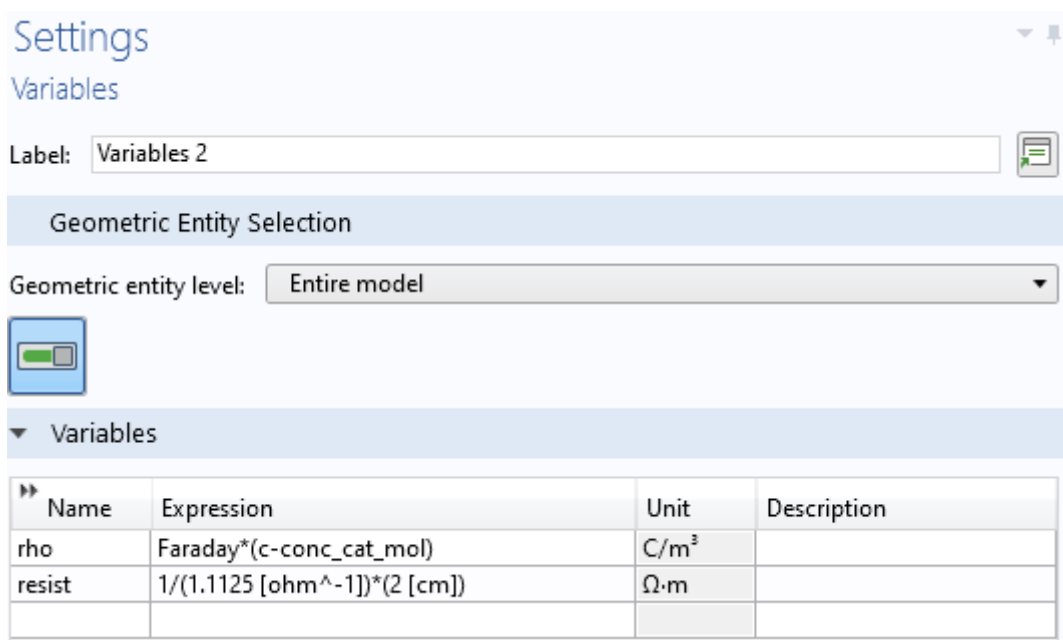 Settings
Variables
Label: Variables 2
Geometric Entity Selection
Geometric entity level: Entire model
Variables
Name Expression Unit Description
rho Faraday*(c-conc_cat_mol) C/m³
resist 1/(1.1125 [ohm^-1])*(2 [cm]) Ω·m